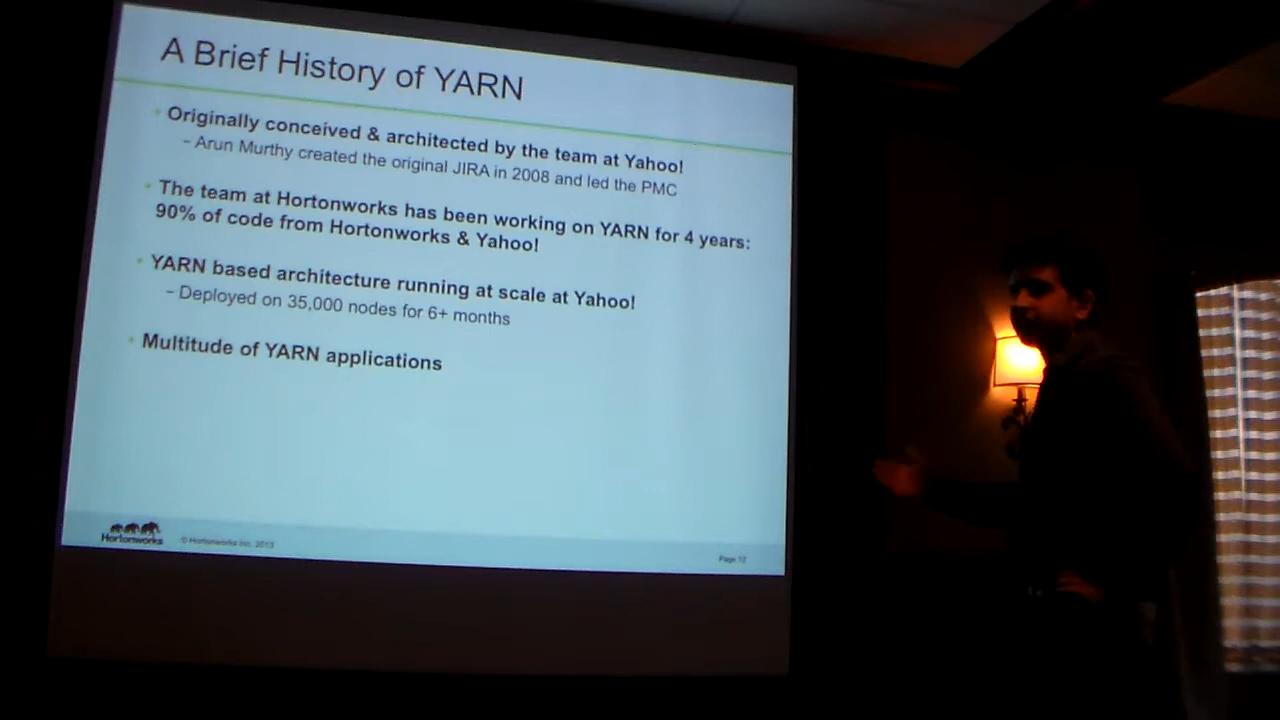 A Brief History of YARN
Originally conceived & architected by the team at Yahoo!
– Arun Murthy created the original JIRA in 2008 and led the PMC
The team at Hortonworks has been working on YARN for 4 years:
90% of code from Hortonworks & Yahoo!
YARN based architecture running at scale at Yahoo!
– Deployed on 35,000 nodes for 6+ months
Multitude of YARN applications
Hortonworks
© Hortonworks Inc. 2013
Page